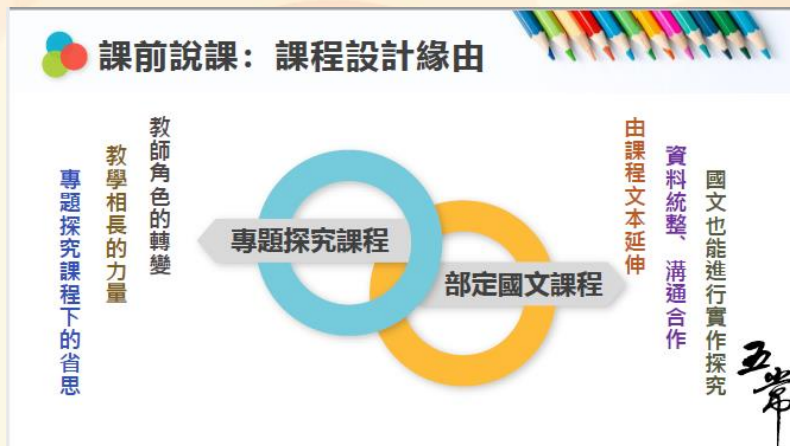 課前說課：課程設計緣由
教師角色的轉變
教學相長的力量
專題探究課程下的省思
專題探究課程
部定國文課程
由課程文本延伸
資料統整、溝通合作
國文也能進行實作探究
五常